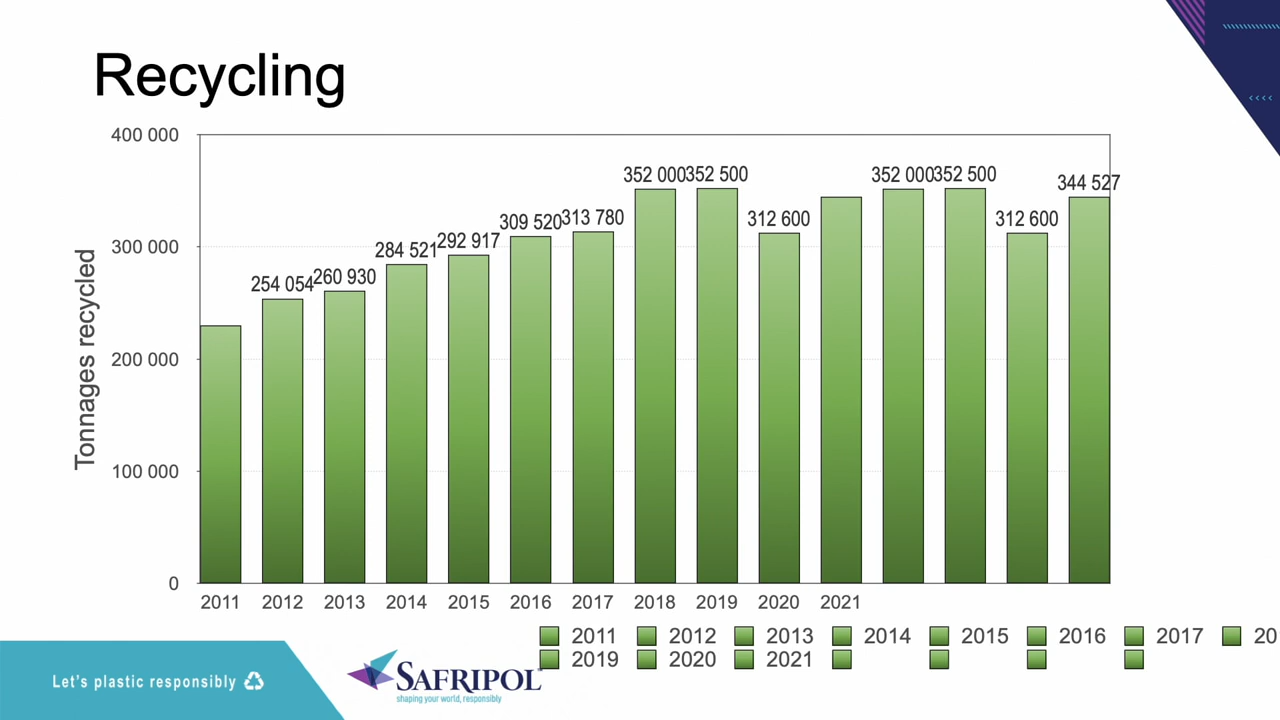 Recycling
400 000
300 000
200 000
100 000
0
Tonnages recycled
254 054
260 930
284 521
292 917
309 520
313 780
352 000
352 500
312 600
352 000
352 500
312 600
344 527
2011 2012 2013 2014 2015 2016 2017 2018 2019 2020 2021
2011 2012 2013 2014 2015 2016 2017 20
2019 2020 2021
Let's plastic responsibly
SAFRIPOL
shaping your world, responsibly